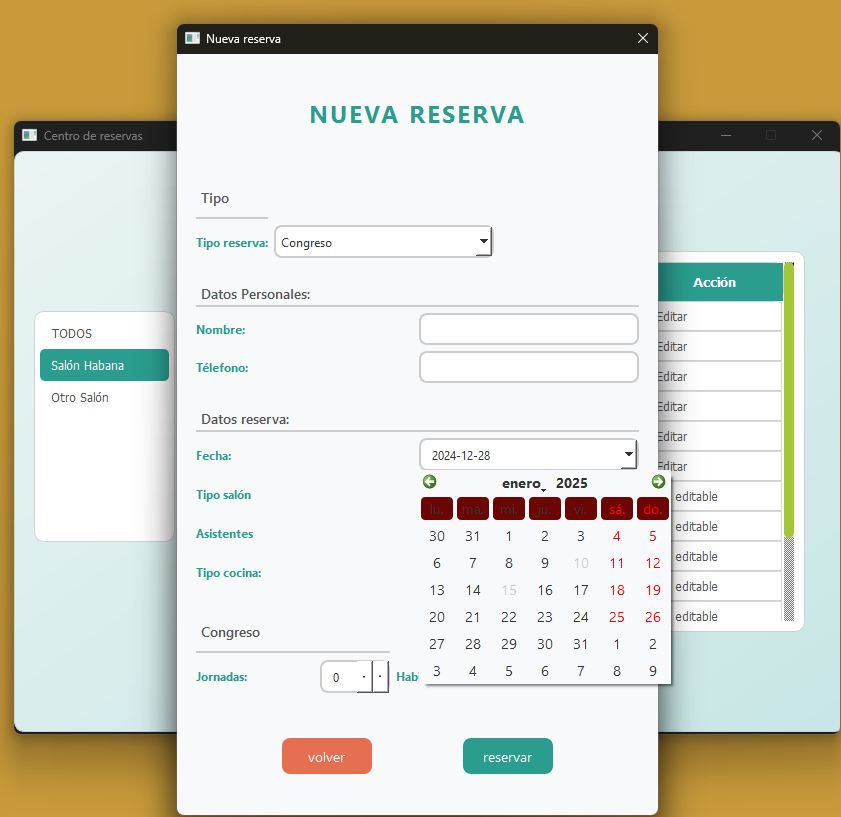 Nueva reserva
NUEVA RESERVA
Centro de reservas
Tipo
Tipo reserva: Congreso
Datos Personales:
Nombre:
Télefono:
Datos reserva:
Fecha: 2024-12-28
Tipo salón
Asistentes
Tipo cocina:
enero, 2025
lu. ma. mi. ju. vi. sá. do.
30 31 1 2 3 4 5
6 7 8 9 10 11 12
13 14 15 16 17 18 19
20 21 22 23 24 25 26
27 28 29 30 31 1 2
3 4 5 6 7 8 9
Congreso
Jornadas: 0 Hab
volver reservar
TODOS
Salón Habana
Otro Salón
Acción
Editar
Editar
Editar
Editar
Editar
Editar
editable
editable
editable
editable
editable